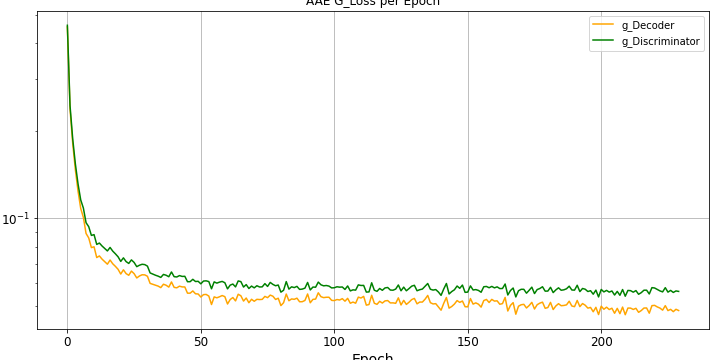 AAE G_Loss per Epoch
g_Decoder
g_Discriminator
10⁻¹
0 50 100 150 200
Epoch